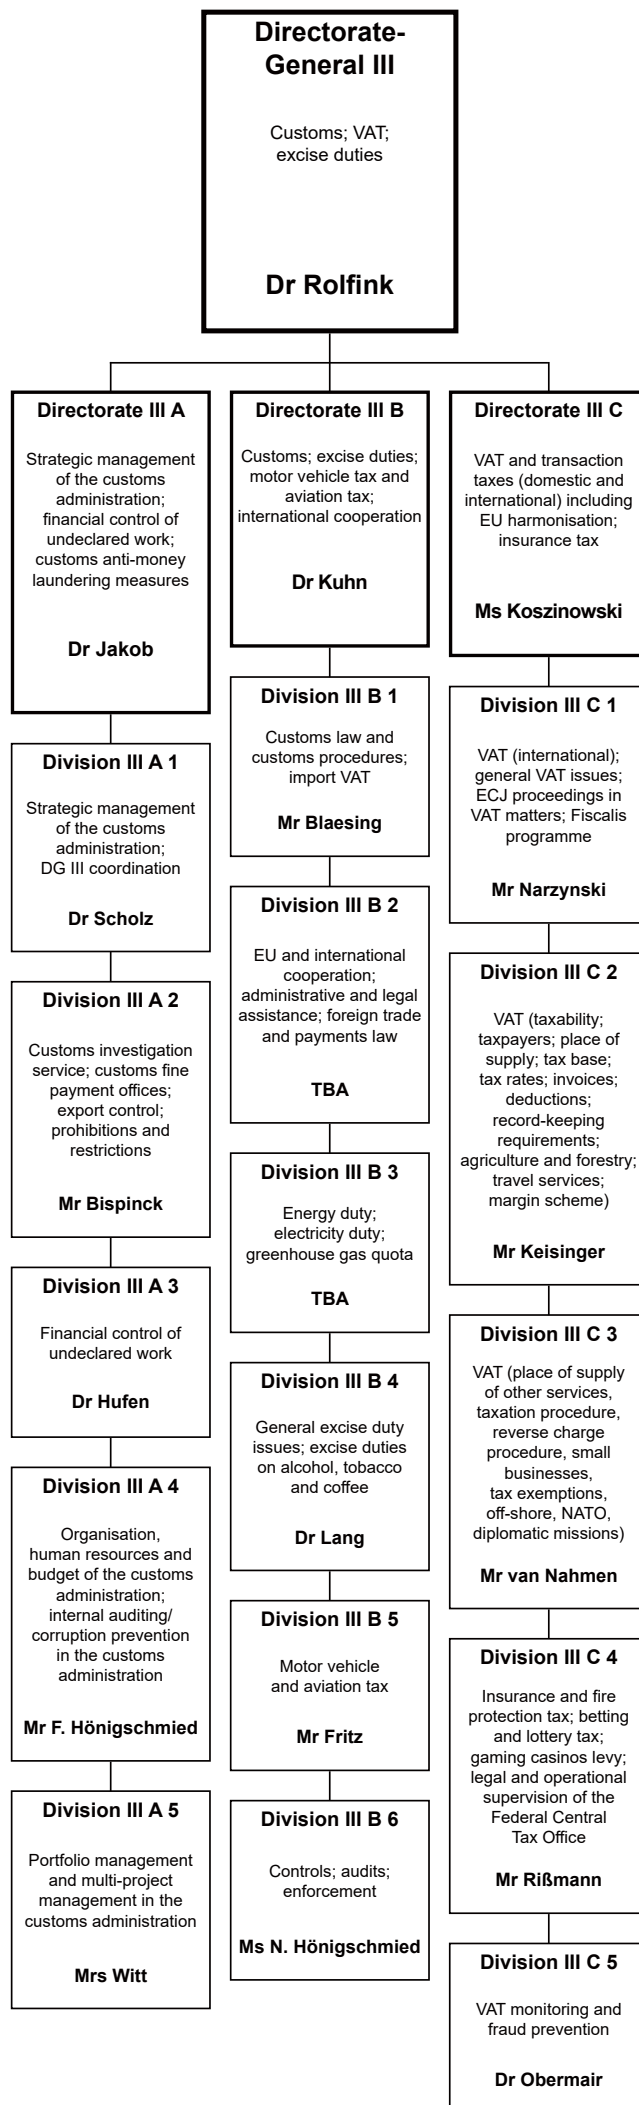 Directorate-
General III
Customs; VAT;
excise duties
Dr Rolfink
Directorate III A
Strategic management
of the customs
administration;
financial control of
undeclared work;
customs anti-money
laundering measures
Dr Jakob
Division III A 1
Strategic management
of the customs
administration;
DG III coordination
Dr Scholz
Division III A 2
Customs investigation
service; customs fine
payment offices;
export control;
prohibitions and
restrictions
Mr Bispinck
Division III A 3
Financial control of
undeclared work
Dr Hufen
Division III A 4
Organisation,
human resources and
budget of the customs
administration;
internal auditing/
corruption prevention
in the customs
administration
Mr F. Hönigschmied
Division III A 5
Portfolio management
and multi-project
management in the
customs administration
Mrs Witt
Directorate III B
Customs; excise duties;
motor vehicle tax and
aviation tax;
international cooperation
Dr Kuhn
Division III B 1
Customs law and
customs procedures;
import VAT
Mr Blaesing
Division III B 2
EU and international
cooperation;
administrative and legal
assistance; foreign trade
and payments law
TBA
Division III B 3
Energy duty;
electricity duty;
greenhouse gas quota
TBA
Division III B 4
General excise duty
issues; excise duties
on alcohol, tobacco
and coffee
Dr Lang
Division III B 5
Motor vehicle
and aviation tax
Mr Fritz
Division III B 6
Controls; audits;
enforcement
Ms N. Hönigschmied
Directorate III C
VAT and transaction
taxes (domestic and
international) including
EU harmonisation;
insurance tax
Ms Koszinowski
Division III C 1
VAT (international);
general VAT issues;
ECJ proceedings in
VAT matters; Fiscalis
programme
Mr Narzynski
Division III C 2
VAT (taxability;
taxpayers; place of
supply; tax base;
tax rates; invoices;
deductions;
record-keeping
requirements;
agriculture and forestry;
travel services;
margin scheme)
Mr Keisinger
Division III C 3
VAT (place of supply
of other services,
taxation procedure,
reverse charge
procedure, small
businesses,
tax exemptions,
off-shore, NATO,
diplomatic missions)
Mr van Nahmen
Division III C 4
Insurance and fire
protection tax; betting
and lottery tax;
gaming casinos levy;
legal and operational
supervision of the
Federal Central
Tax Office
Mr Rißmann
Division III C 5
VAT monitoring and
fraud prevention
Dr Obermair